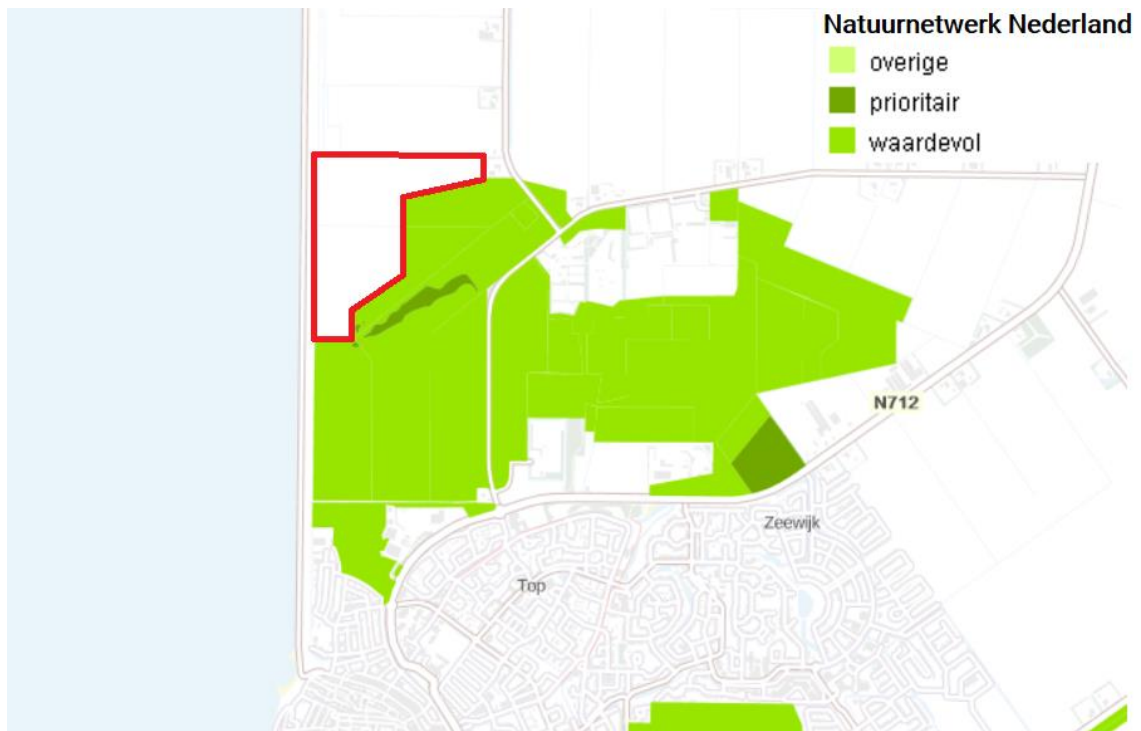 Natuurnetwerk Nederland
overige
prioritair
waardevol
N712
Zeewijk
Top